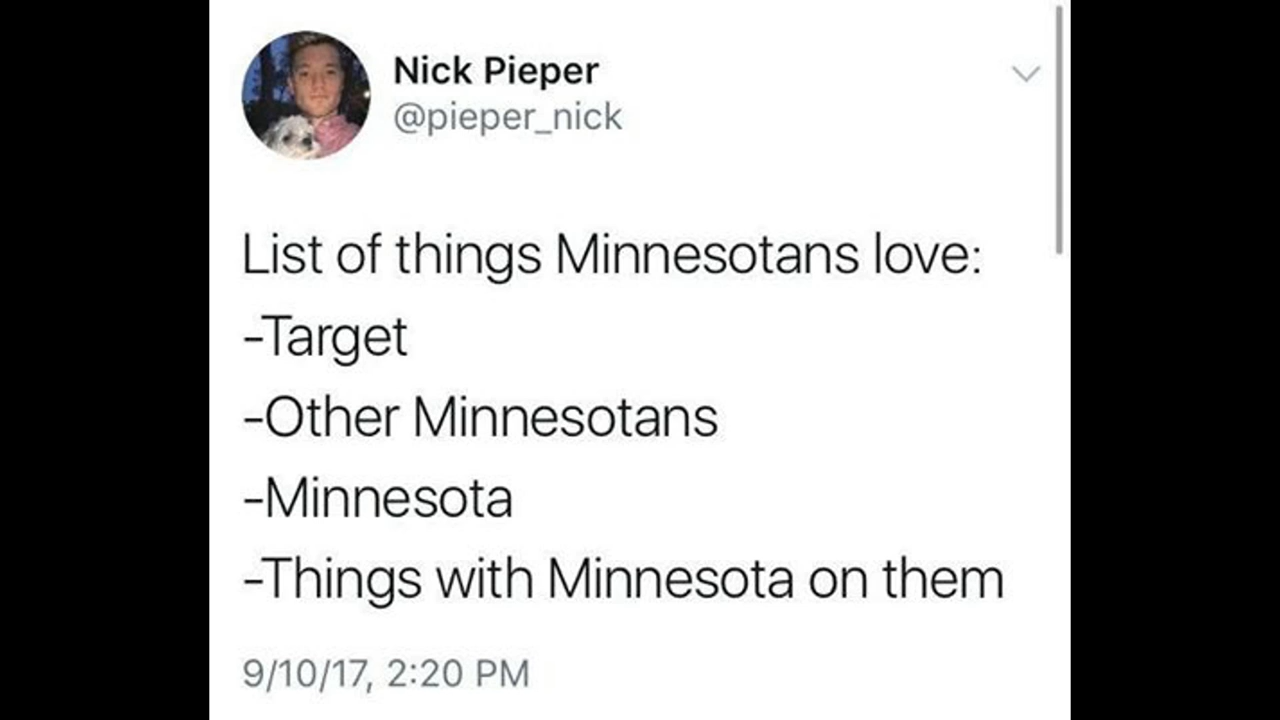 Nick Pieper
@pieper_nick
List of things Minnesotans love:
-Target
-Other Minnesotans
-Minnesota
-Things with Minnesota on them
9/10/17, 2:20 PM